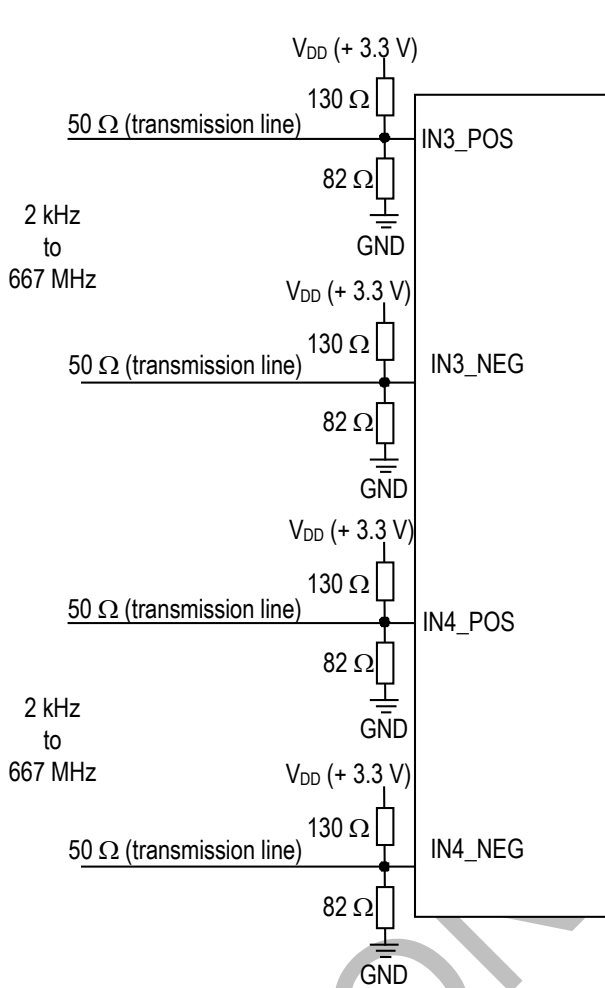 VDD (+ 3.3 V)
130 Ω
50 Ω (transmission line)
IN3_POS
82 Ω
GND
2 kHz
to
667 MHz
VDD (+ 3.3 V)
130 Ω
50 Ω (transmission line)
IN3_NEG
82 Ω
GND
VDD (+ 3.3 V)
130 Ω
50 Ω (transmission line)
IN4_POS
82 Ω
GND
2 kHz
to
667 MHz
VDD (+ 3.3 V)
130 Ω
50 Ω (transmission line)
IN4_NEG
82 Ω
GND